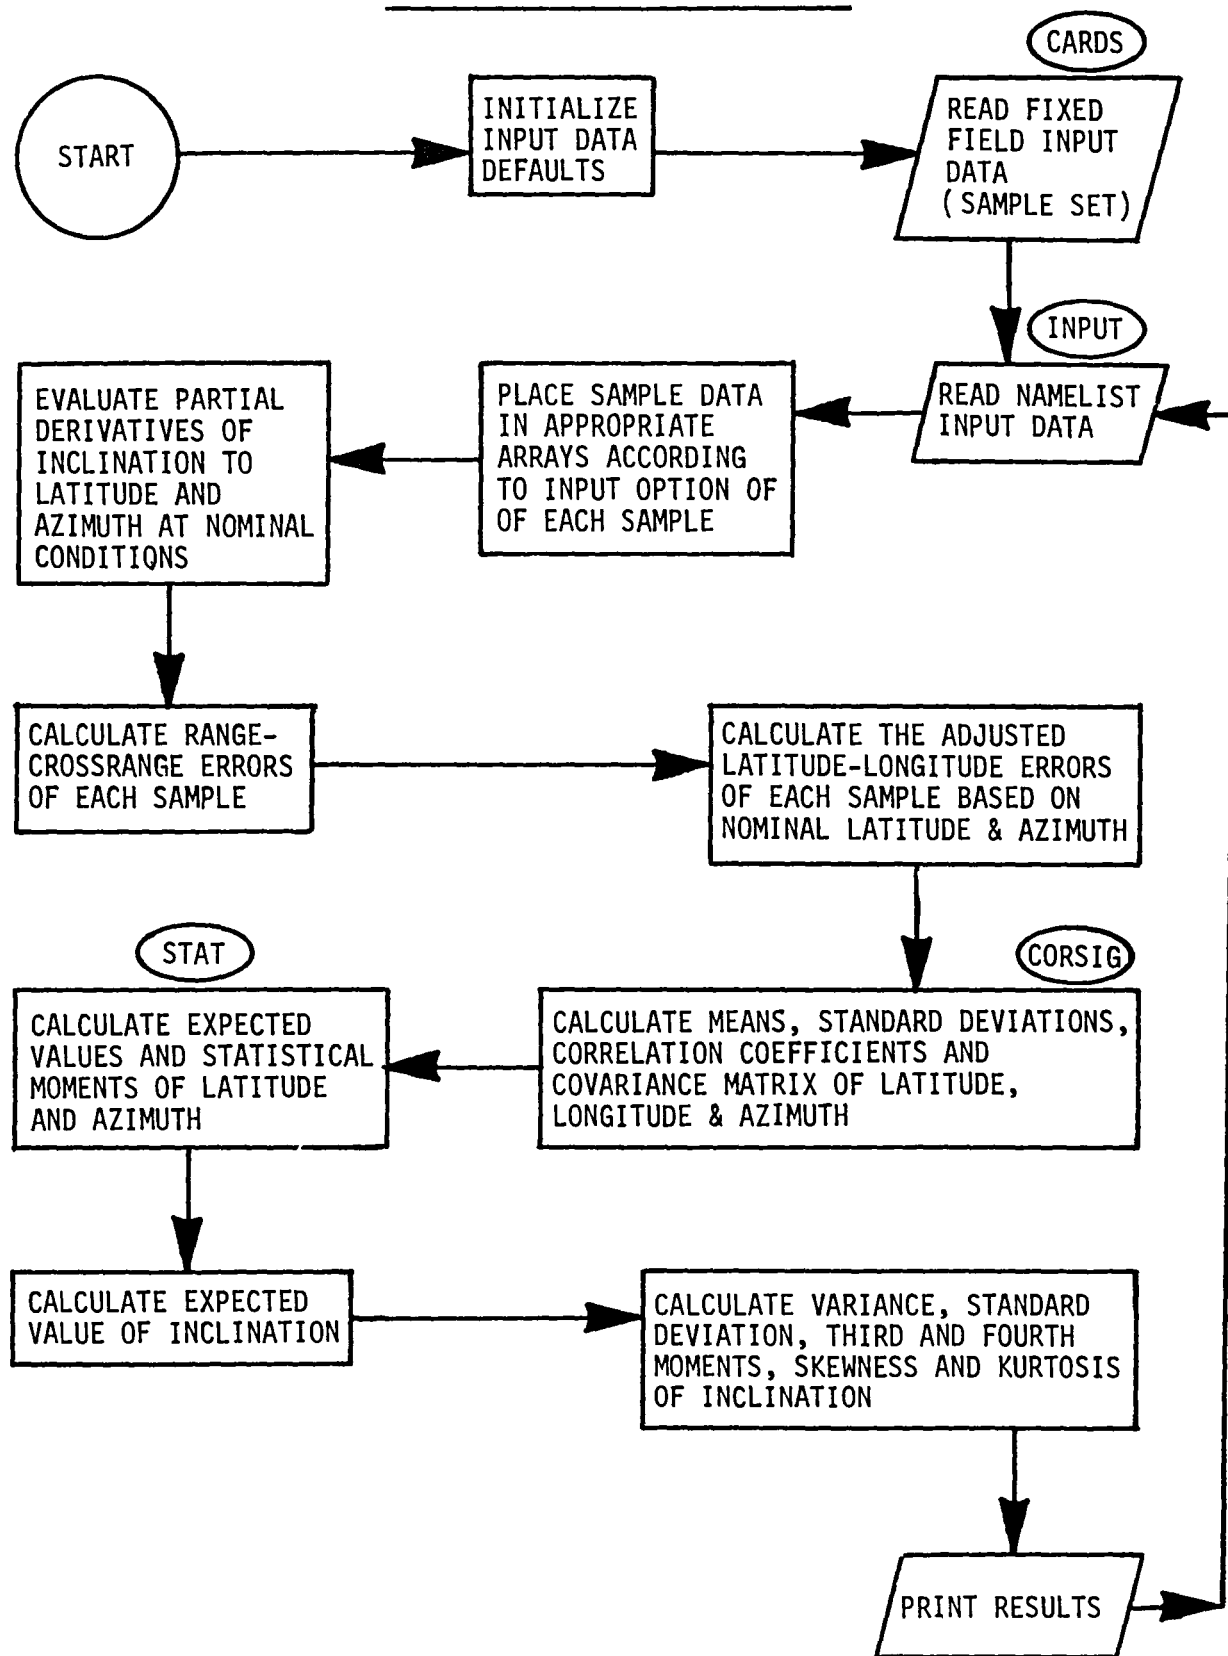 START
INITIALIZE
INPUT DATA
DEFAULTS
CARDS
READ FIXED
FIELD INPUT
DATA
(SAMPLE SET)
INPUT
READ NAMELIST
INPUT DATA
PLACE SAMPLE DATA
IN APPROPRIATE
ARRAYS ACCORDING
TO INPUT OPTION OF
OF EACH SAMPLE
EVALUATE PARTIAL
DERIVATIVES OF
INCLINATION TO
LATITUDE AND
AZIMUTH AT NOMINAL
CONDITIONS
CALCULATE RANGE-
CROSSRANGE ERRORS
OF EACH SAMPLE
CALCULATE THE ADJUSTED
LATITUDE-LONGITUDE ERRORS
OF EACH SAMPLE BASED ON
NOMINAL LATITUDE & AZIMUTH
CORSIG
CALCULATE MEANS, STANDARD DEVIATIONS,
CORRELATION COEFFICIENTS AND
COVARIANCE MATRIX OF LATITUDE,
LONGITUDE & AZIMUTH
STAT
CALCULATE EXPECTED
VALUES AND STATISTICAL
MOMENTS OF LATITUDE
AND AZIMUTH
CALCULATE EXPECTED
VALUE OF INCLINATION
CALCULATE VARIANCE, STANDARD
DEVIATION, THIRD AND FOURTH
MOMENTS, SKEWNESS AND KURTOSIS
OF INCLINATION
PRINT RESULTS